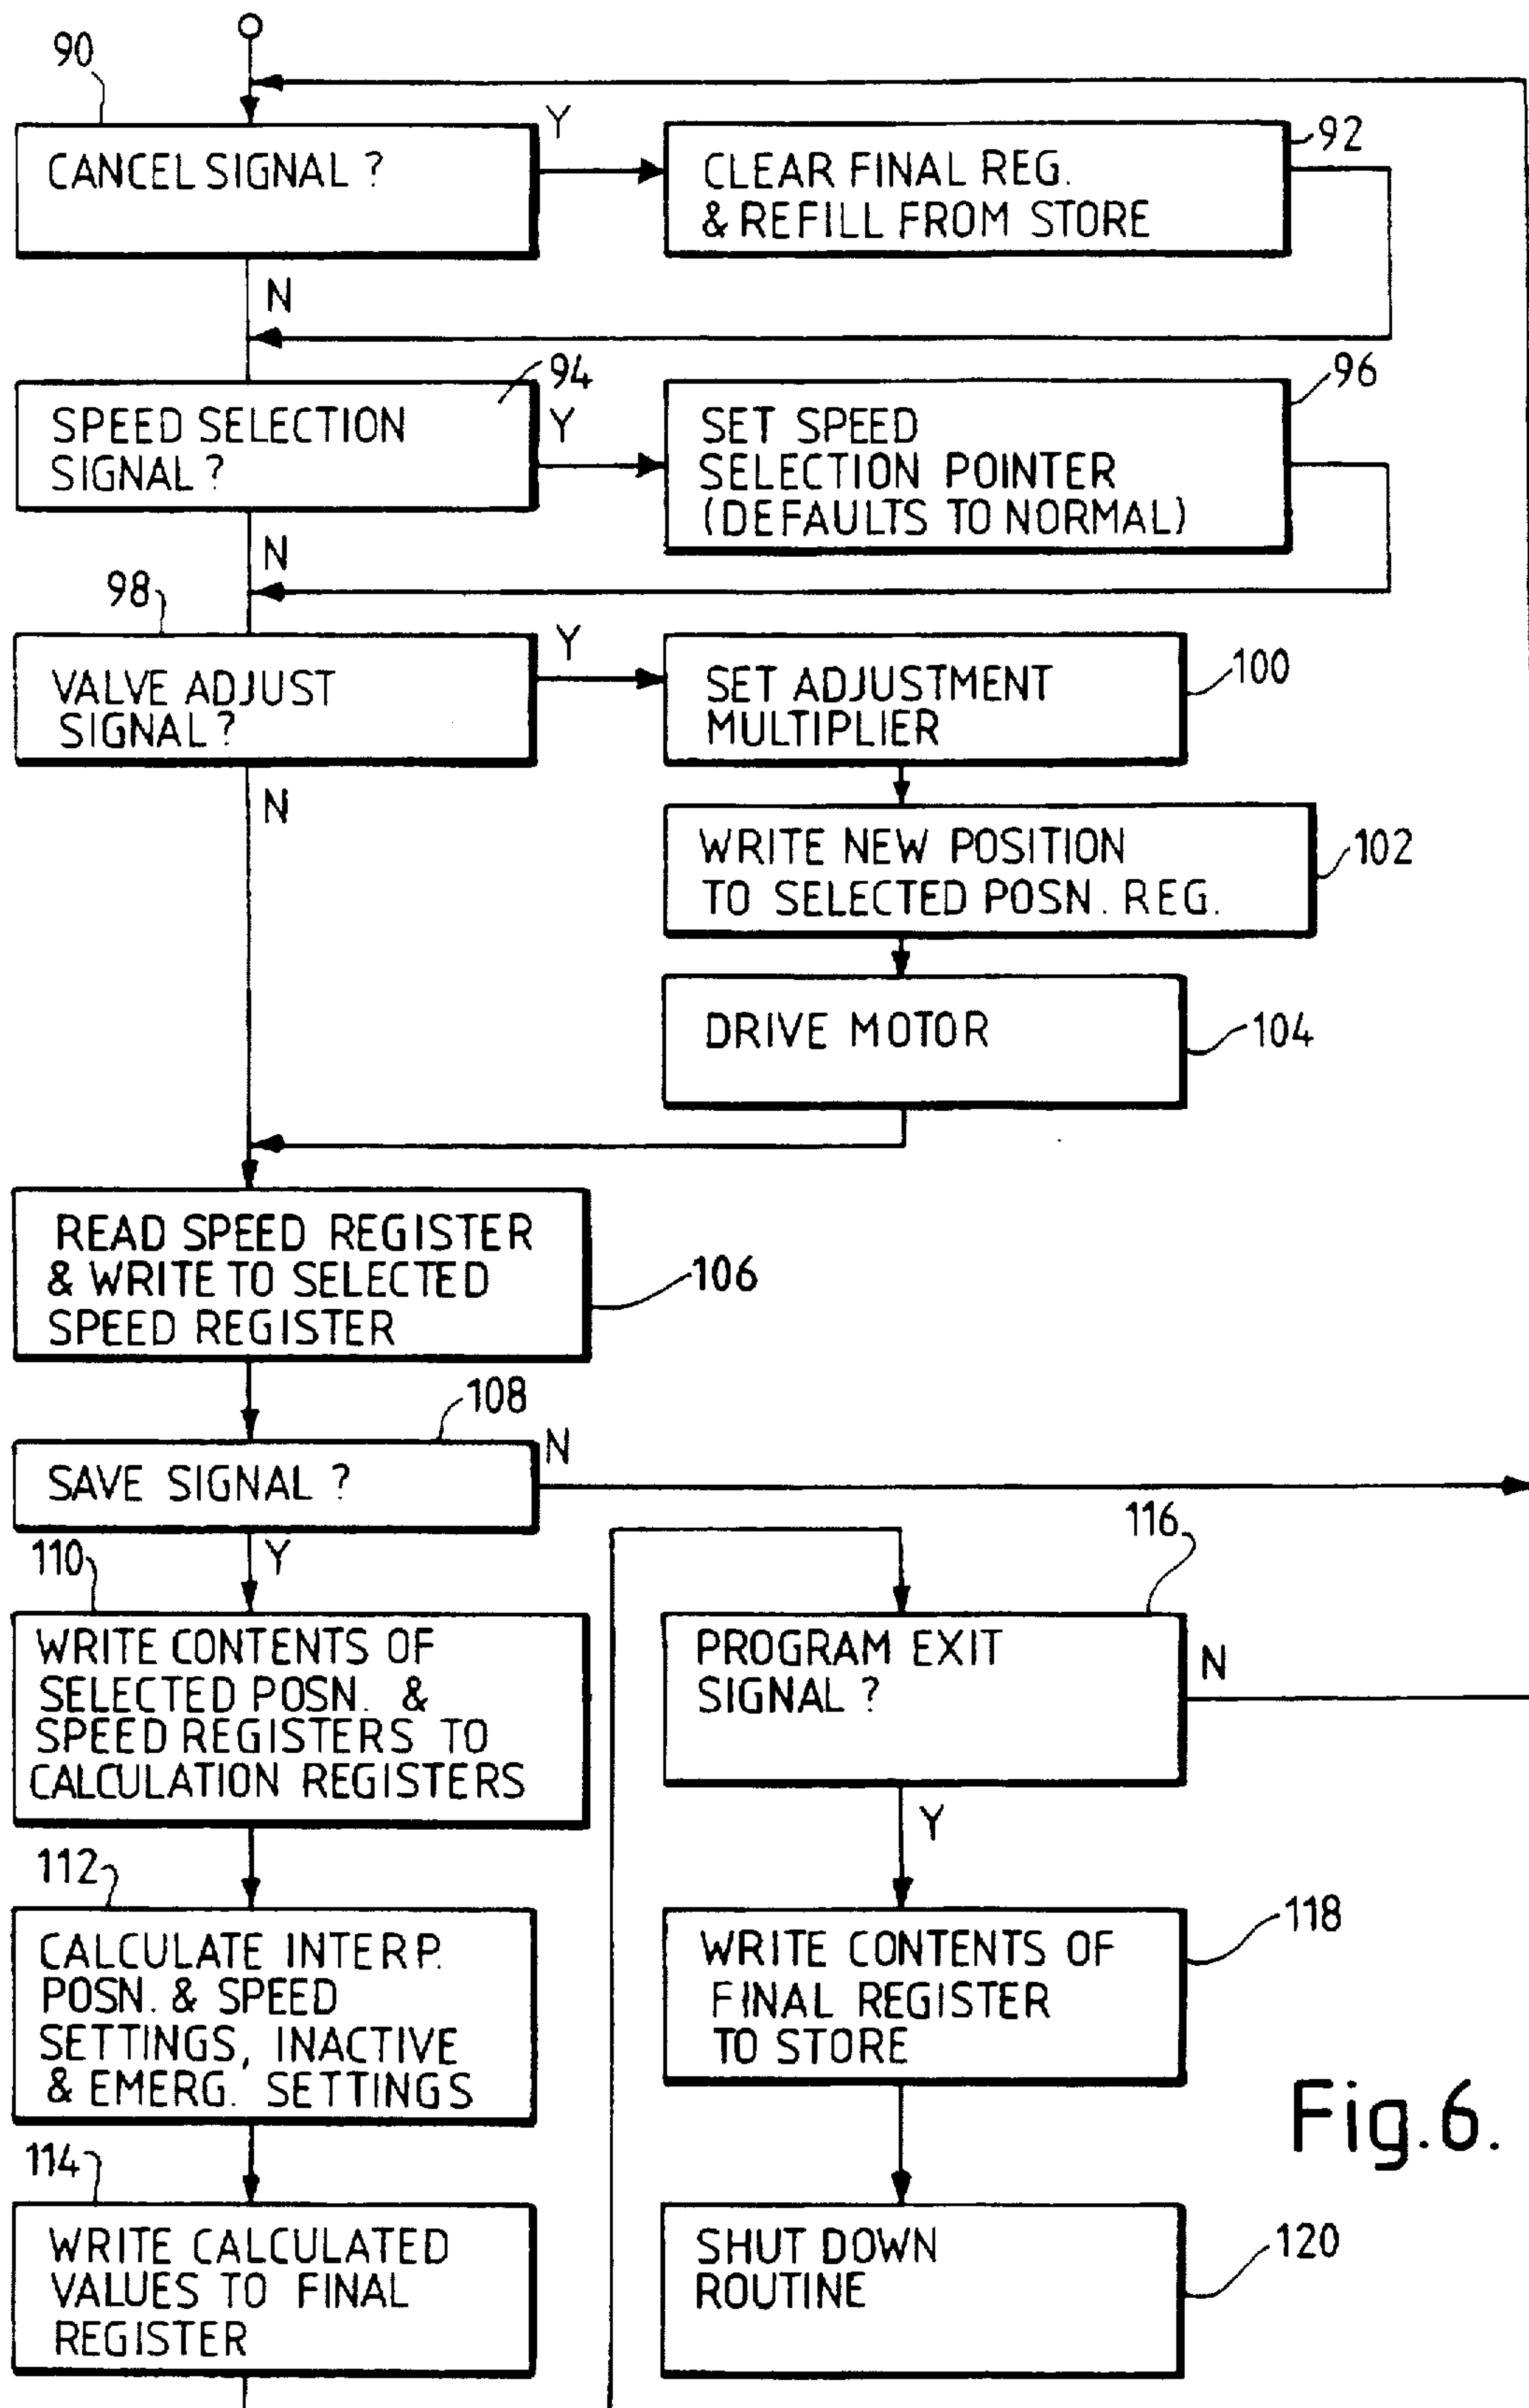 90
CANCEL SIGNAL ?
Y
92
CLEAR FINAL REG.
& REFILL FROM STORE
N
94
SPEED SELECTION
SIGNAL ?
Y
96
SET SPEED
SELECTION POINTER
(DEFAULTS TO NORMAL)
N
98
VALVE ADJUST
SIGNAL ?
Y
100
SET ADJUSTMENT
MULTIPLIER
N
WRITE NEW POSITION
TO SELECTED POSN. REG.
102
DRIVE MOTOR
104
READ SPEED REGISTER
& WRITE TO SELECTED
SPEED REGISTER
106
108
SAVE SIGNAL ?
N
Y
110
WRITE CONTENTS OF
SELECTED POSN. &
SPEED REGISTERS TO
CALCULATION REGISTERS
112
CALCULATE INTERP.
POSN. & SPEED
SETTINGS, INACTIVE
& EMERG. SETTINGS
114
WRITE CALCULATED
VALUES TO FINAL
REGISTER
116
PROGRAM EXIT
SIGNAL ?
N
Y
118
WRITE CONTENTS OF
FINAL REGISTER
TO STORE
120
SHUT DOWN
ROUTINE
Fig.6.